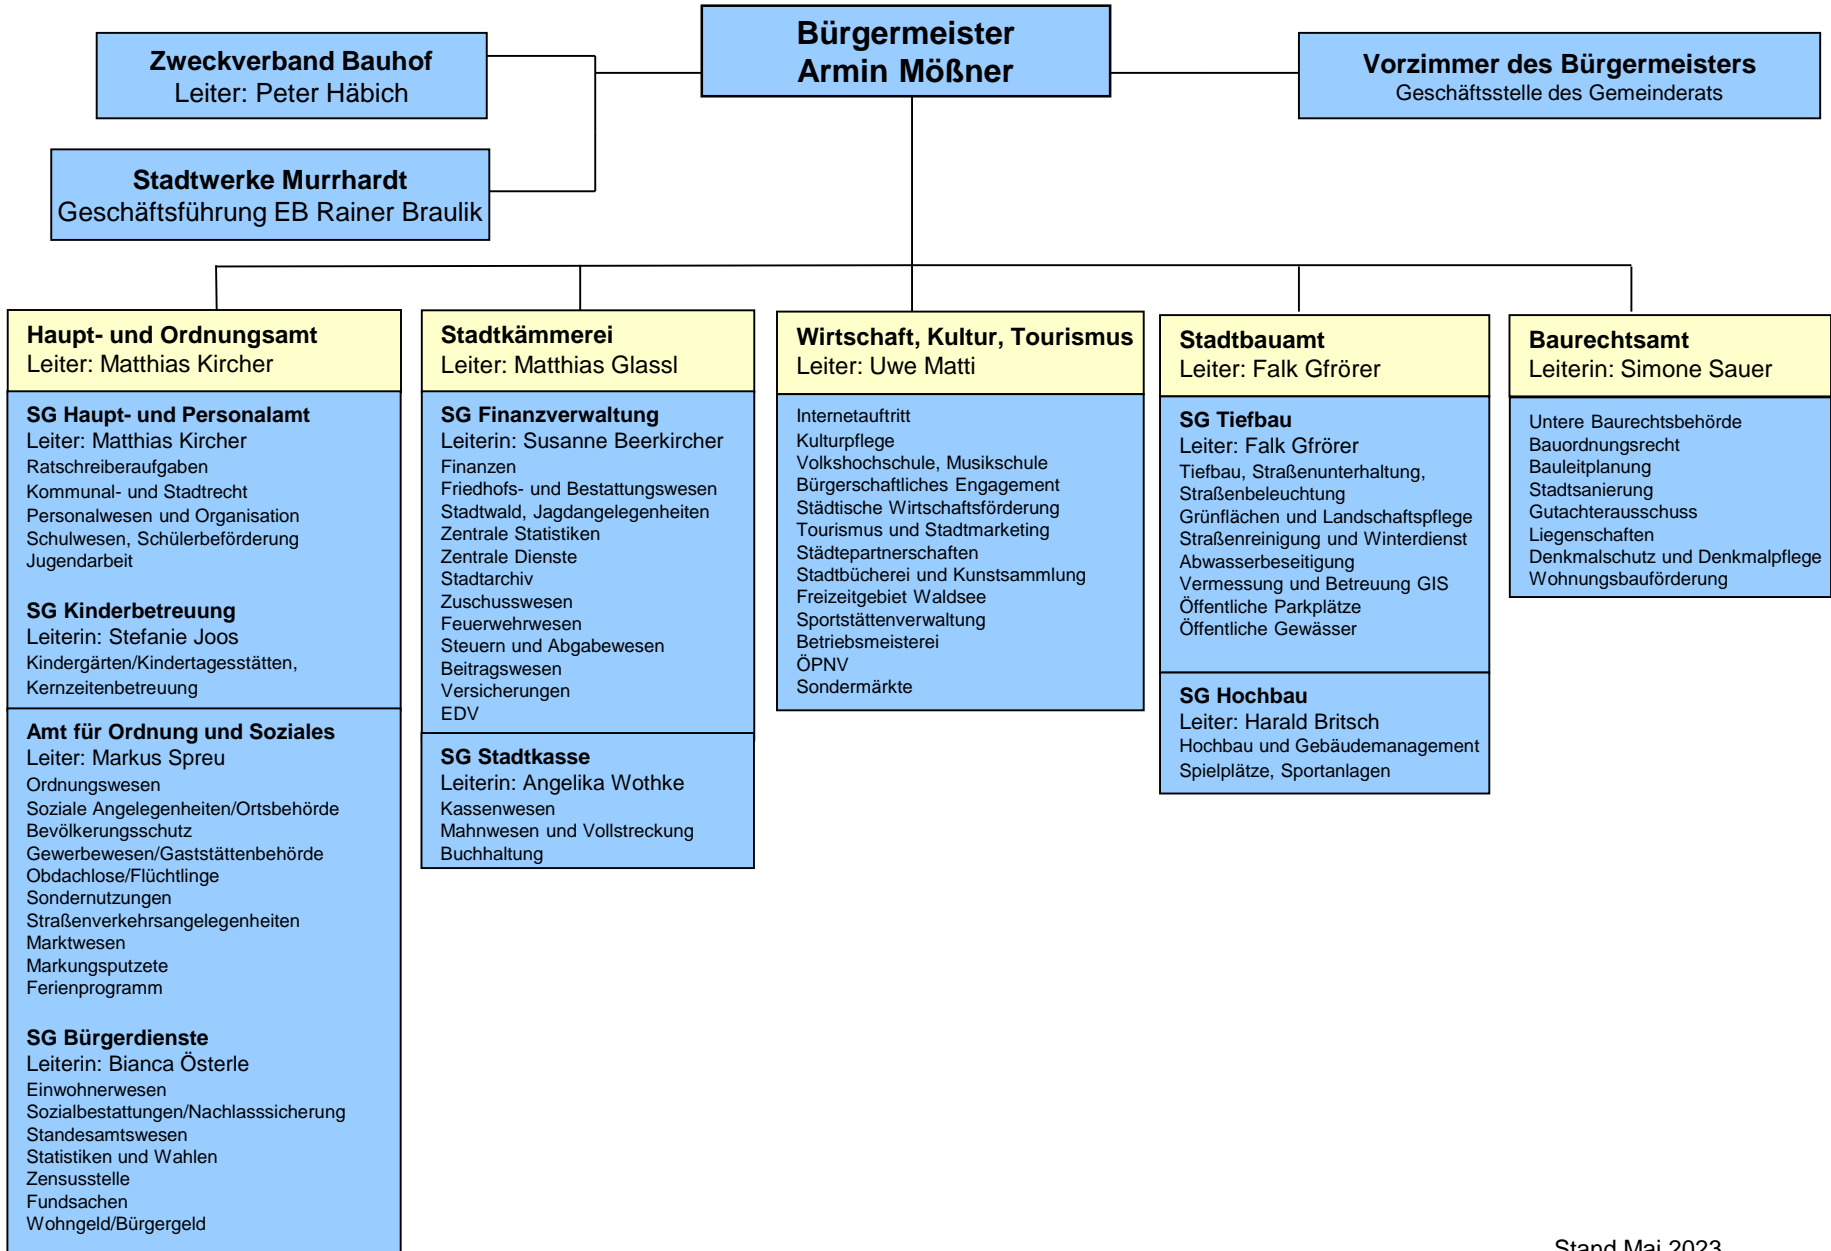 Bürgermeister
Armin Mößner
Zweckverband Bauhof
Leiter: Peter Häbich
Vorzimmer des Bürgermeisters
Geschäftsstelle des Gemeinderats
Stadtwerke Murrhardt
Geschäftsführung EB Rainer Braulik
Haupt- und Ordnungsamt
Leiter: Matthias Kircher
SG Haupt- und Personalamt
Leiter: Matthias Kircher
Ratschreiberaufgaben
Kommunal- und Stadtrecht
Personalwesen und Organisation
Schulwesen, Schülerbeförderung
Jugendarbeit
SG Kinderbetreuung
Leiterin: Stefanie Joos
Kindergärten/Kindertagesstätten,
Kernzeitenbetreuung
Amt für Ordnung und Soziales
Leiter: Markus Spreu
Ordnungswesen
Soziale Angelegenheiten/Ortsbehörde
Bevölkerungsschutz
Gewerbewesen/Gaststättenbehörde
Obdachlose/Flüchtlinge
Sondernutzungen
Straßenverkehrsangelegenheiten
Marktwesen
Markungsputzete
Ferienprogramm
SG Bürgerdienste
Leiterin: Bianca Österle
Einwohnerwesen
Sozialbestattungen/Nachlasssicherung
Standesamtswesen
Statistiken und Wahlen
Zensusstelle
Fundsachen
Wohngeld/Bürgergeld
Stadtkämmerei
Leiter: Matthias Glassl
SG Finanzverwaltung
Leiterin: Susanne Beerkircher
Finanzen
Friedhofs- und Bestattungswesen
Stadtwald, Jagdangelegenheiten
Zentrale Statistiken
Zentrale Dienste
Stadtarchiv
Zuschusswesen
Feuerwehrwesen
Steuern und Abgabewesen
Beitragswesen
Versicherungen
EDV
SG Stadtkasse
Leiterin: Angelika Wothke
Kassenwesen
Mahnwesen und Vollstreckung
Buchhaltung
Wirtschaft, Kultur, Tourismus
Leiter: Uwe Matti
Internetauftritt
Kulturpflege
Volkshochschule, Musikschule
Bürgerschaftliches Engagement
Städtische Wirtschaftsförderung
Tourismus und Stadtmarketing
Städtepartnerschaften
Stadtbücherei und Kunstsammlung
Freizeitgebiet Waldsee
Sportstättenverwaltung
Betriebsmeisterei
ÖPNV
Sondermärkte
Stadtbauamt
Leiter: Falk Gfrörer
SG Tiefbau
Leiter: Falk Gfrörer
Tiefbau, Straßenunterhaltung,
Straßenbeleuchtung
Grünflächen und Landschaftspflege
Straßenreinigung und Winterdienst
Abwasserbeseitigung
Vermessung und Betreuung GIS
Öffentliche Parkplätze
Öffentliche Gewässer
SG Hochbau
Leiter: Harald Britsch
Hochbau und Gebäudemanagement
Spielplätze, Sportanlagen
Baurechtsamt
Leiterin: Simone Sauer
Untere Baurechtsbehörde
Bauordnungsrecht
Bauleitplanung
Stadtsanierung
Gutachterausschuss
Liegenschaften
Denkmalschutz und Denkmalpflege
Wohnungsbauförderung
Stand Mai 2023